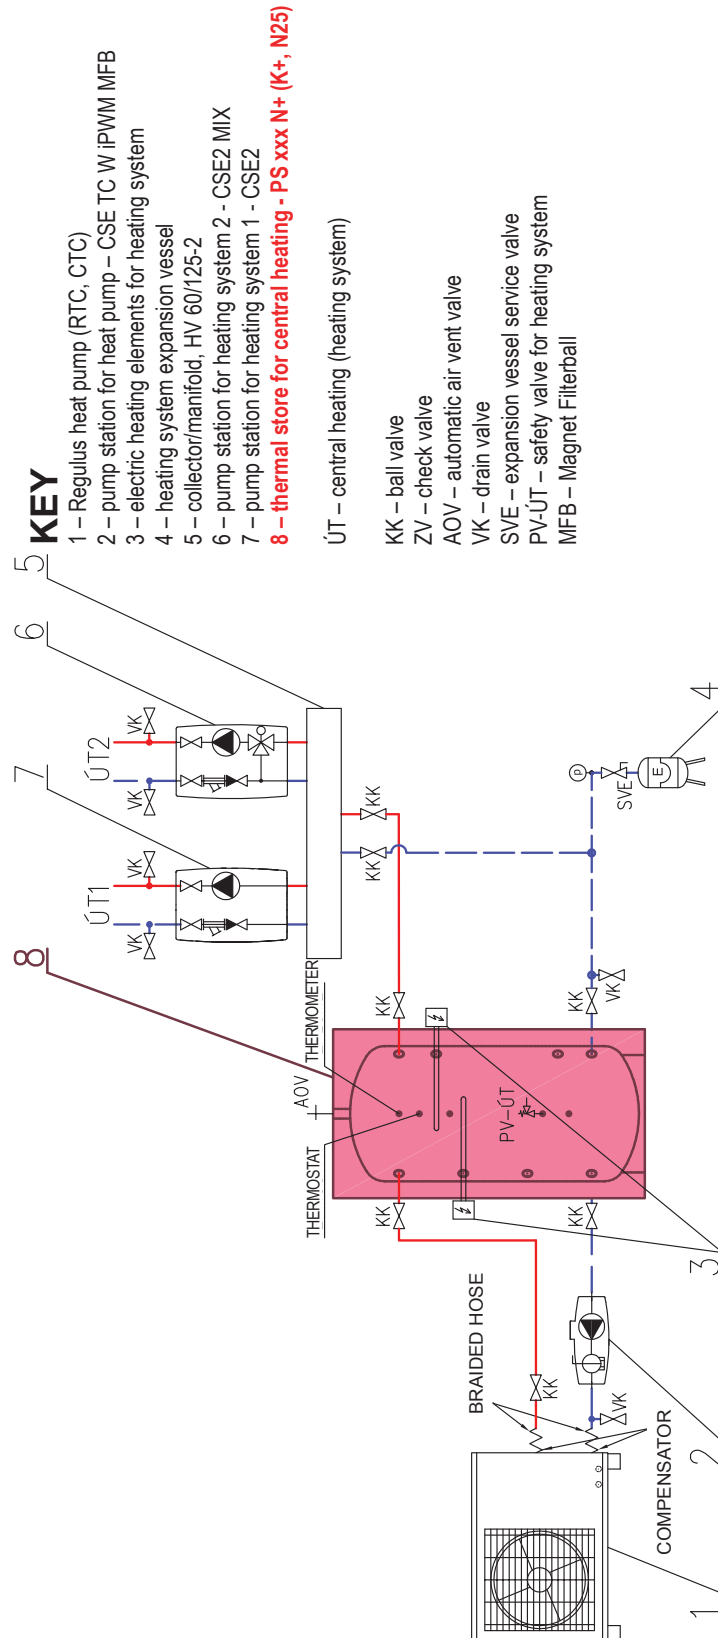 KEY
1 – Regulus heat pump (RTC, CTC)
2 – pump station for heat pump – CSE TC W iPWM MFB
3 – electric heating elements for heating system
4 – heating system expansion vessel
5 – collector/manifold, HV 60/125-2
6 – pump station for heating system 2 - CSE2 MIX
7 – pump station for heating system 1 - CSE2
8 – thermal store for central heating - PS xxx N+ (K+, N25)
ÚT – central heating (heating system)
KK – ball valve
ZV – check valve
AOV – automatic air vent valve
VK – drain valve
SVE – expansion vessel service valve
PV-ÚT – safety valve for heating system
MFB – Magnet Filterball
8
7
6
5
ÚT1
ÚT2
VK
VK
VK
VK
AOV
THERMOSTAT
THERMOMETER
KK
KK
KK
KK
PV-ÚT
KK
KK
VK
P
SVE
E
4
3
BRAIDED HOSE
KK
VK
COMPENSATOR
1
2